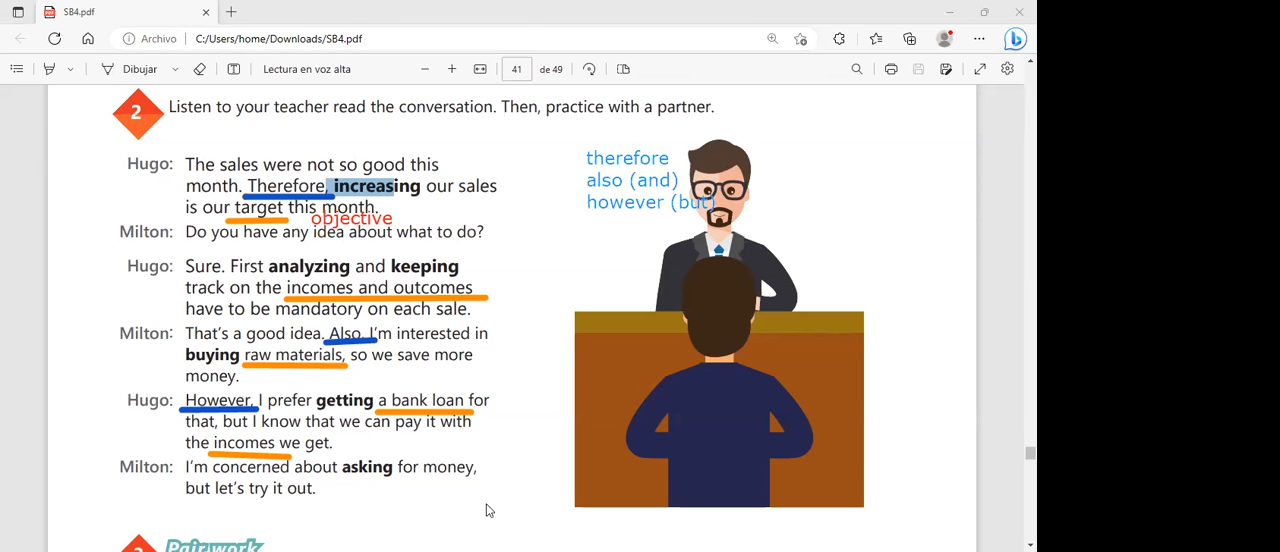 SB4.pdf
Archivo C:/Users/home/Downloads/SB4.pdf
Dibujar Lectura en voz alta 41 de 49
2 Listen to your teacher read the conversation. Then, practice with a partner.
Hugo: The sales were not so good this
month. Therefore, increasing our sales
is our target this month.
objective
Milton: Do you have any idea about what to do?
Hugo: Sure. First analyzing and keeping
track on the incomes and outcomes
have to be mandatory on each sale.
Milton: That's a good idea. Also, I'm interested in
buying raw materials, so we save more
money.
Hugo: However, I prefer getting a bank loan for
that, but I know that we can pay it with
the incomes we get.
Milton: I'm concerned about asking for money,
but let's try it out.
therefore
also (and)
however (but)
3 Pair work